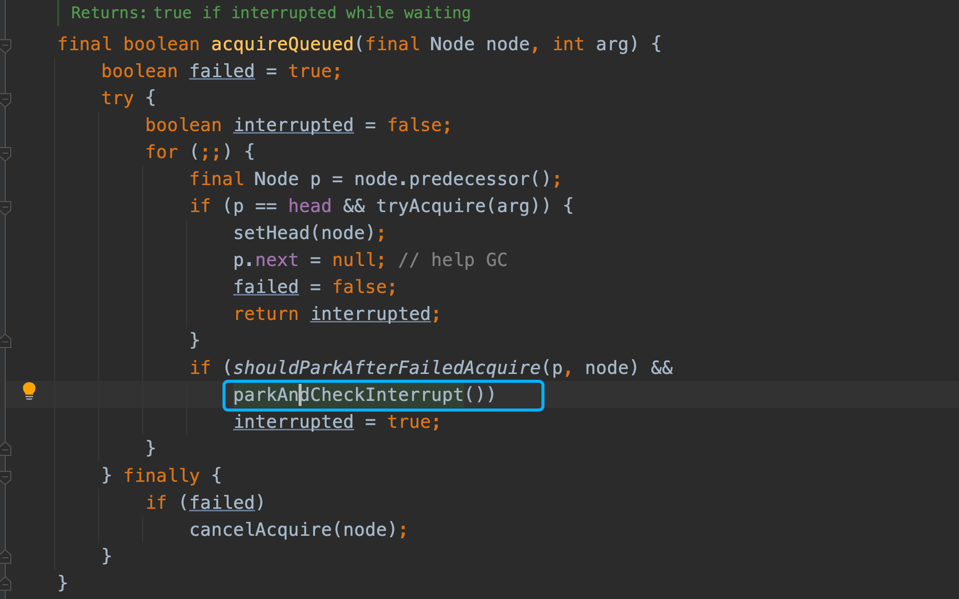 Returns: true if interrupted while waiting
final boolean acquireQueued(final Node node, int arg) {
boolean failed = true;
try {
boolean interrupted = false;
for (;;) {
final Node p = node.predecessor();
if (p == head && tryAcquire(arg)) {
setHead(node);
p.next = null; // help GC
failed = false;
return interrupted;
}
if (shouldParkAfterFailedAcquire(p, node) &&
parkAndCheckInterrupt())
interrupted = true;
}
} finally {
if (failed)
cancelAcquire(node);
}
}